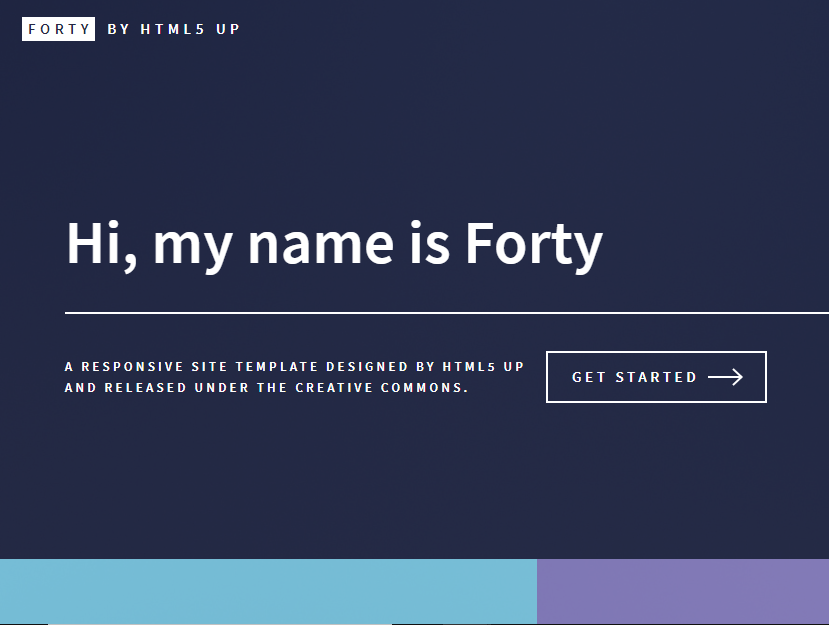 FORTY BY HTML5 UP
Hi, my name is Forty
A RESPONSIVE SITE TEMPLATE DESIGNED BY HTML5 UP
AND RELEASED UNDER THE CREATIVE COMMONS.
GET STARTED